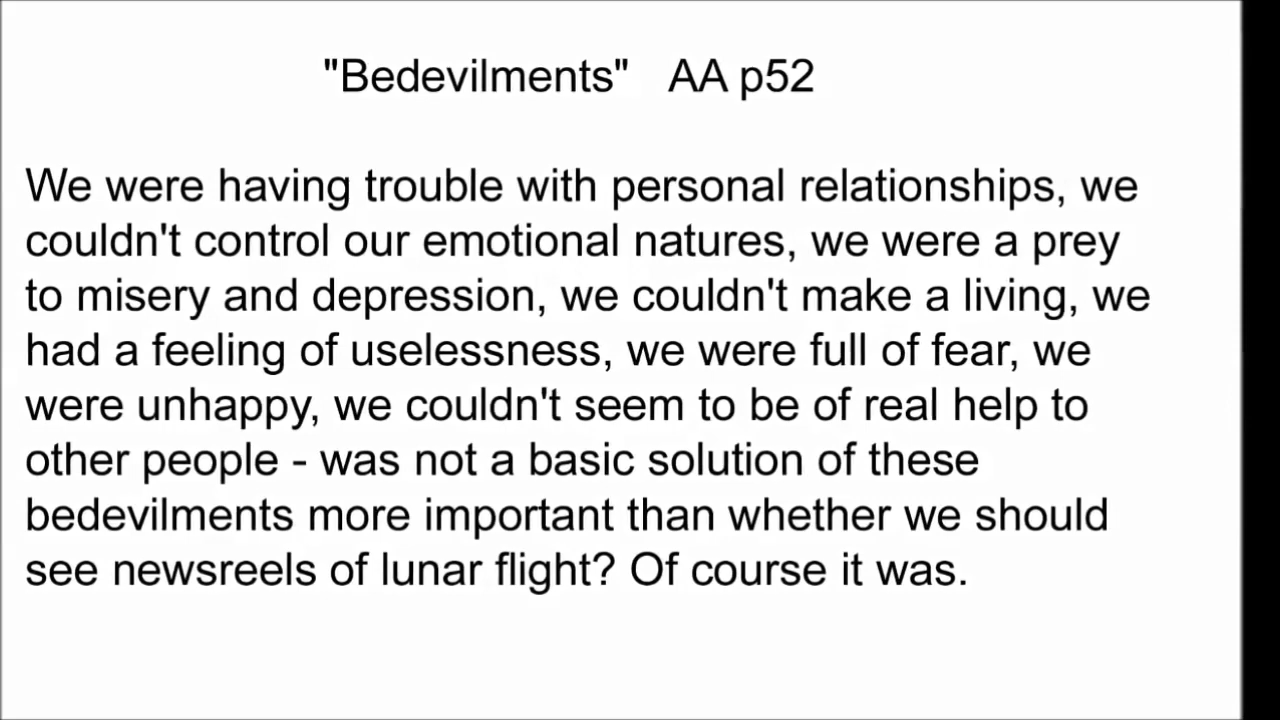 "Bedevilments"   AA p52
We were having trouble with personal relationships, we
couldn't control our emotional natures, we were a prey
to misery and depression, we couldn't make a living, we
had a feeling of uselessness, we were full of fear, we
were unhappy, we couldn't seem to be of real help to
other people - was not a basic solution of these
bedevilments more important than whether we should
see newsreels of lunar flight? Of course it was.